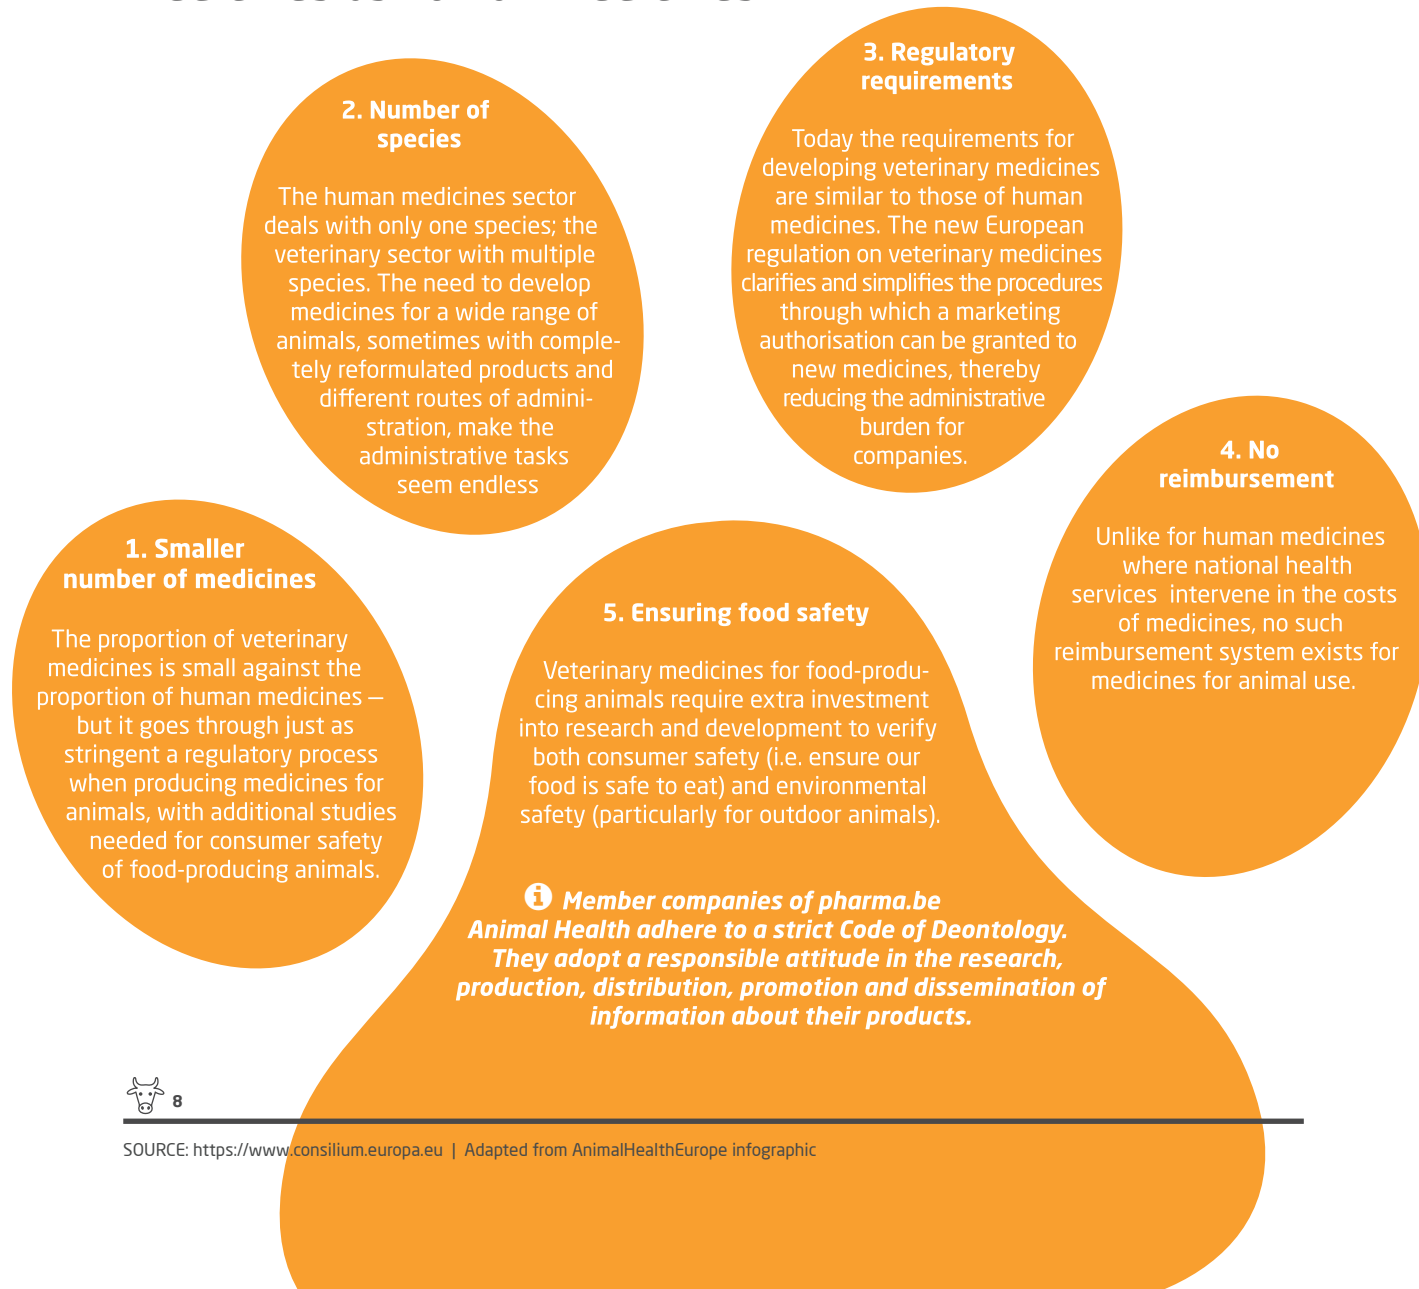 1. Smaller
number of medicines
The proportion of veterinary
medicines is small against the
proportion of human medicines –
but it goes through just as
stringent a regulatory process
when producing medicines for
animals, with additional studies
needed for consumer safety
of food-producing animals.
2. Number of
species
The human medicines sector
deals with only one species; the
veterinary sector with multiple
species. The need to develop
medicines for a wide range of
animals, sometimes with comple-
tely reformulated products and
different routes of admini-
stration, make the
administrative tasks
seem endless
3. Regulatory
requirements
Today the requirements for
developing veterinary medicines
are similar to those of human
medicines. The new European
regulation on veterinary medicines
clarifies and simplifies the procedures
through which a marketing
authorisation can be granted to
new medicines, thereby
reducing the administrative
burden for
companies.
4. No
reimbursement
Unlike for human medicines
where national health
services intervene in the costs
of medicines, no such
reimbursement system exists for
medicines for animal use.
5. Ensuring food safety
Veterinary medicines for food-produ-
cing animals require extra investment
into research and development to verify
both consumer safety (i.e. ensure our
food is safe to eat) and environmental
safety (particularly for outdoor animals).
i Member companies of pharma.be
Animal Health adhere to a strict Code of Deontology.
They adopt a responsible attitude in the research,
production, distribution, promotion and dissemination of
information about their products.
8
SOURCE: https://www.consilium.europa.eu | Adapted from AnimalHealthEurope infographic